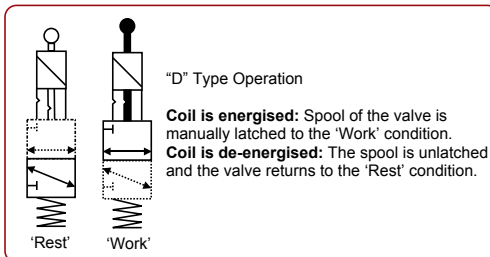 “D” Type Operation
Coil is energised: Spool of the valve is
manually latched to the ‘Work’ condition.
Coil is de-energised: The spool is unlatched
and the valve returns to the ‘Rest’ condition.
‘Rest’ ‘Work’